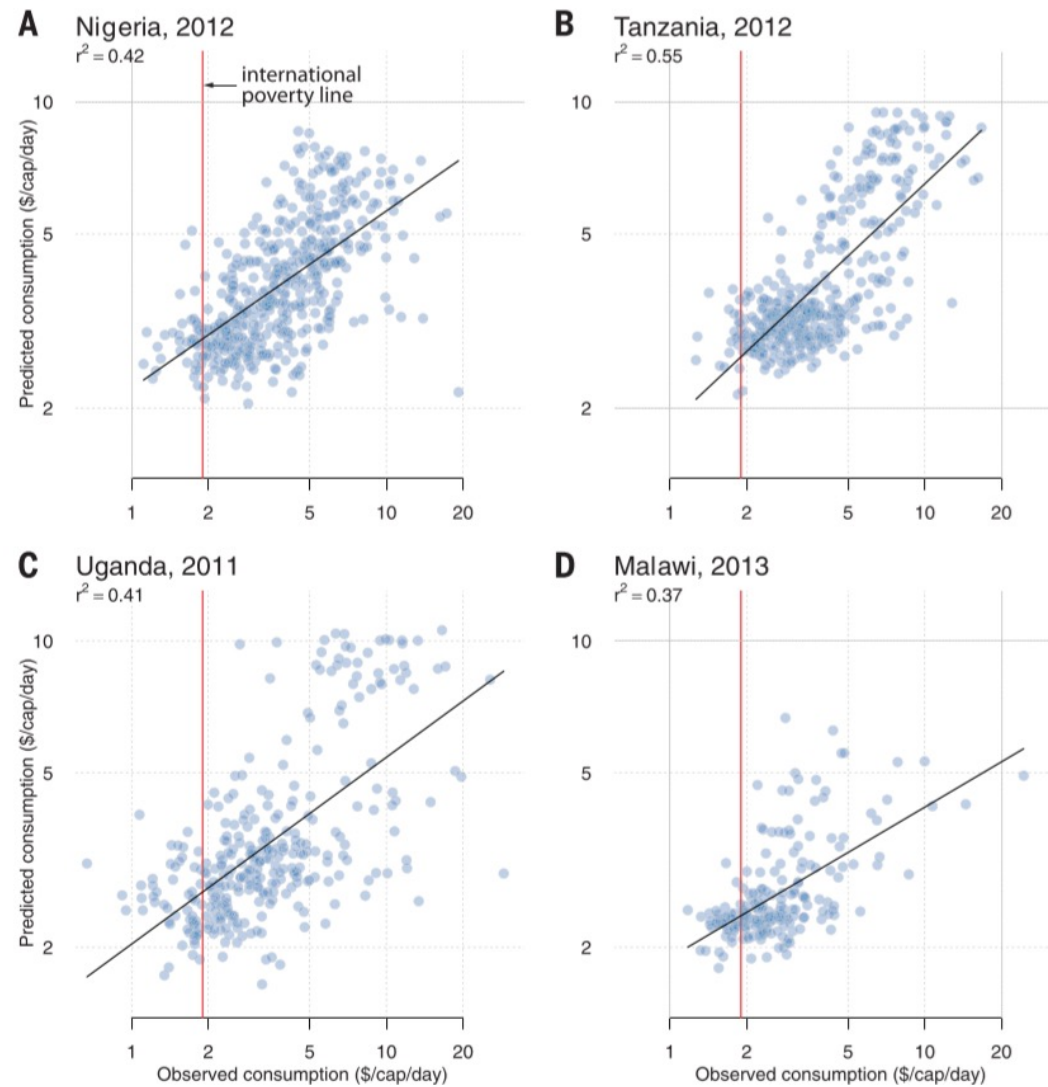 A Nigeria, 2012
r² = 0.42
international
poverty line
10
5
2
Predicted consumption ($/cap/day)
1 2 5 10 20
B Tanzania, 2012
r² = 0.55
10
5
2
1 2 5 10 20
C Uganda, 2011
r² = 0.41
10
5
2
Predicted consumption ($/cap/day)
1 2 5 10 20
Observed consumption ($/cap/day)
D Malawi, 2013
r² = 0.37
10
5
2
1 2 5 10 20
Observed consumption ($/cap/day)